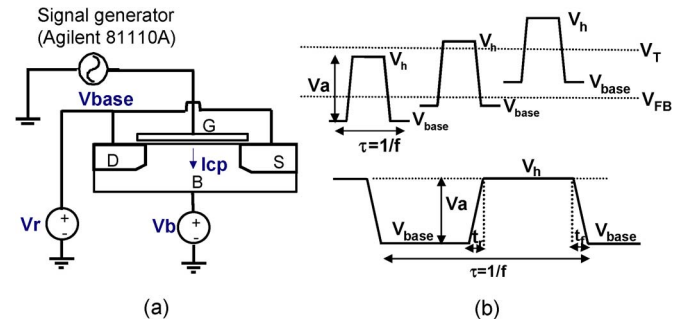 Signal generator
(Agilent 81110A)
Vbase
G
D
S
Icp
B
Vr
+
-
Vb
+
-
(a)
Va
Vh
Vbase
τ=1/f
Vh
Vbase
Vh
Vbase
VT
VFB
Vh
Va
Vbase
tr
tf
Vbase
τ=1/f
(b)